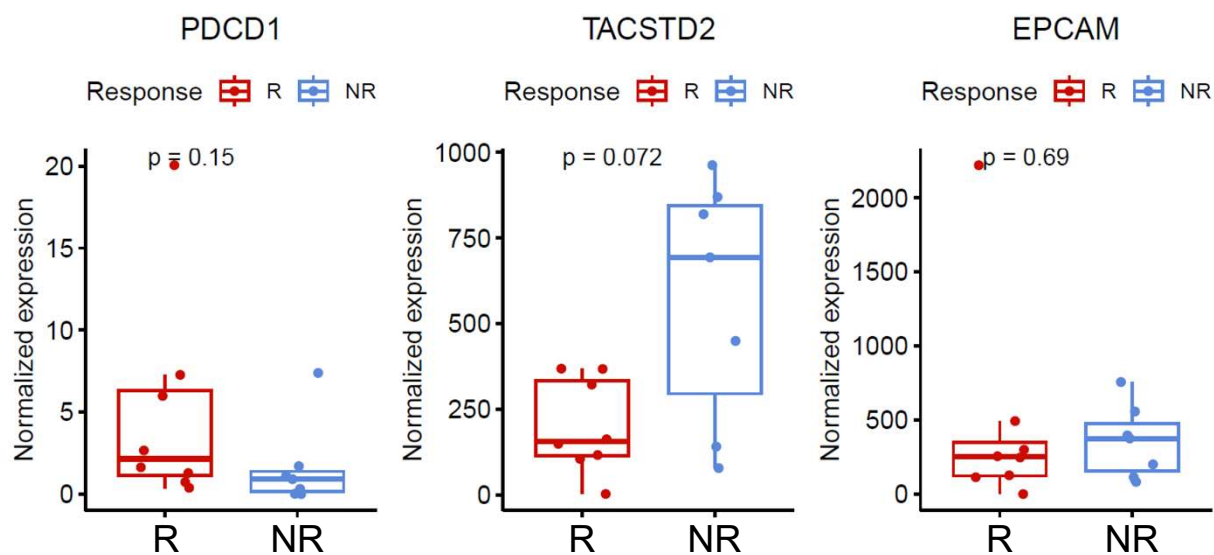 PDCD1
Response R NR
p = 0.15
Normalized expression
20
15
10
5
0
R NR
TACSTD2
Response R NR
p = 0.072
Normalized expression
1000
750
500
250
0
R NR
EPCAM
Response R NR
p = 0.69
Normalized expression
2000
1500
1000
500
0
R NR